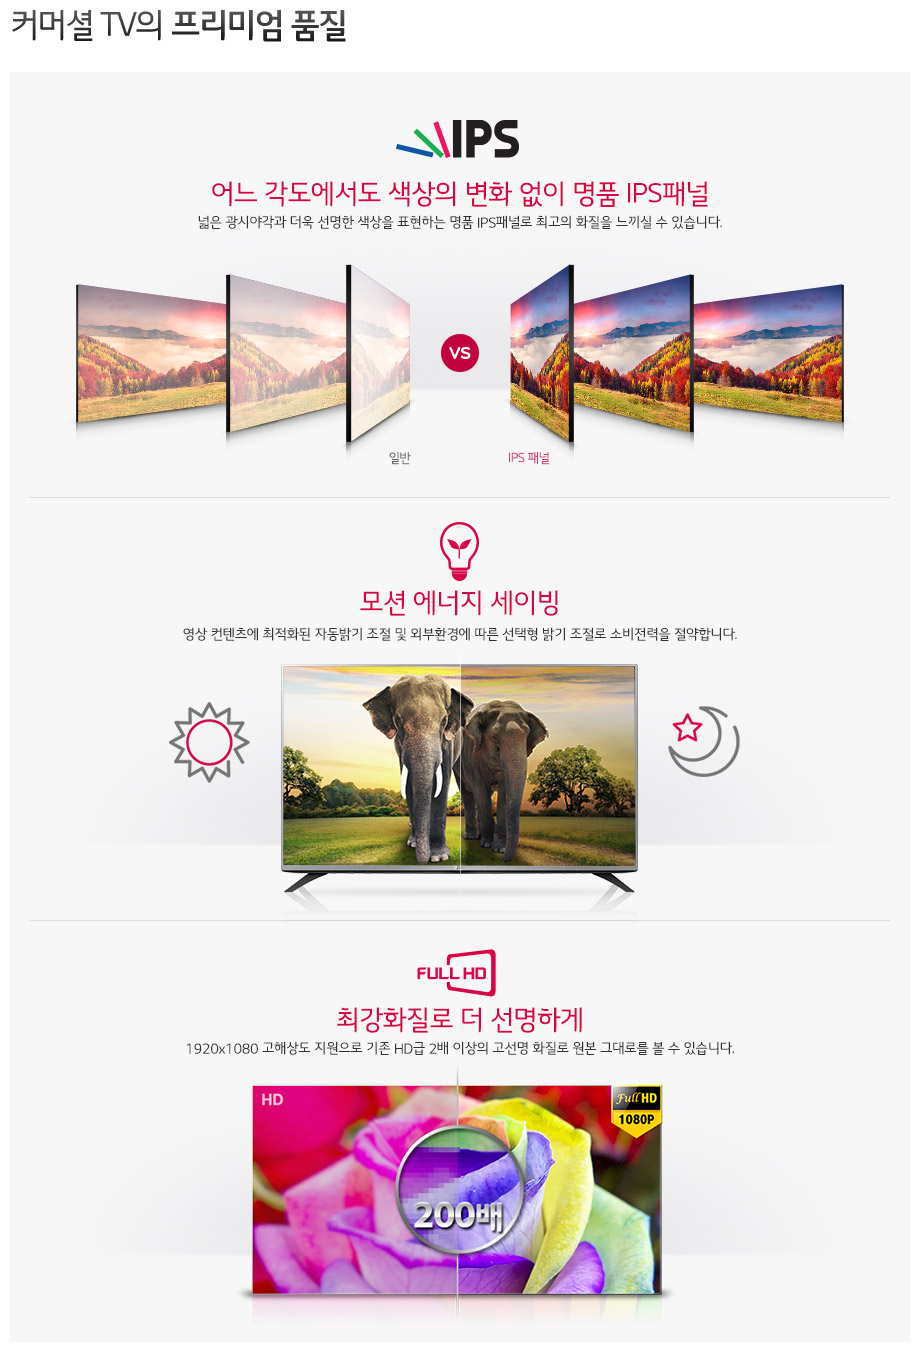 커머셜 TV의 프리미엄 품질
IPS
어느 각도에서도 색상의 변화 없이 명품 IPS패널
넓은 광시야각과 더욱 선명한 색상을 표현하는 명품 IPS패널로 최고의 화질을 느끼실 수 있습니다.
VS
일반
IPS 패널
모션 에너지 세이빙
영상 컨텐츠에 최적화된 자동밝기 조절 및 외부환경에 따른 선택형 밝기 조절로 소비전력을 절약합니다.
FULL HD
최강화질로 더 선명하게
1920x1080 고해상도 지원으로 기존 HD급 2배 이상의 고선명 화질로 원본 그대로를 볼 수 있습니다.
HD
Full HD
1080P
200배